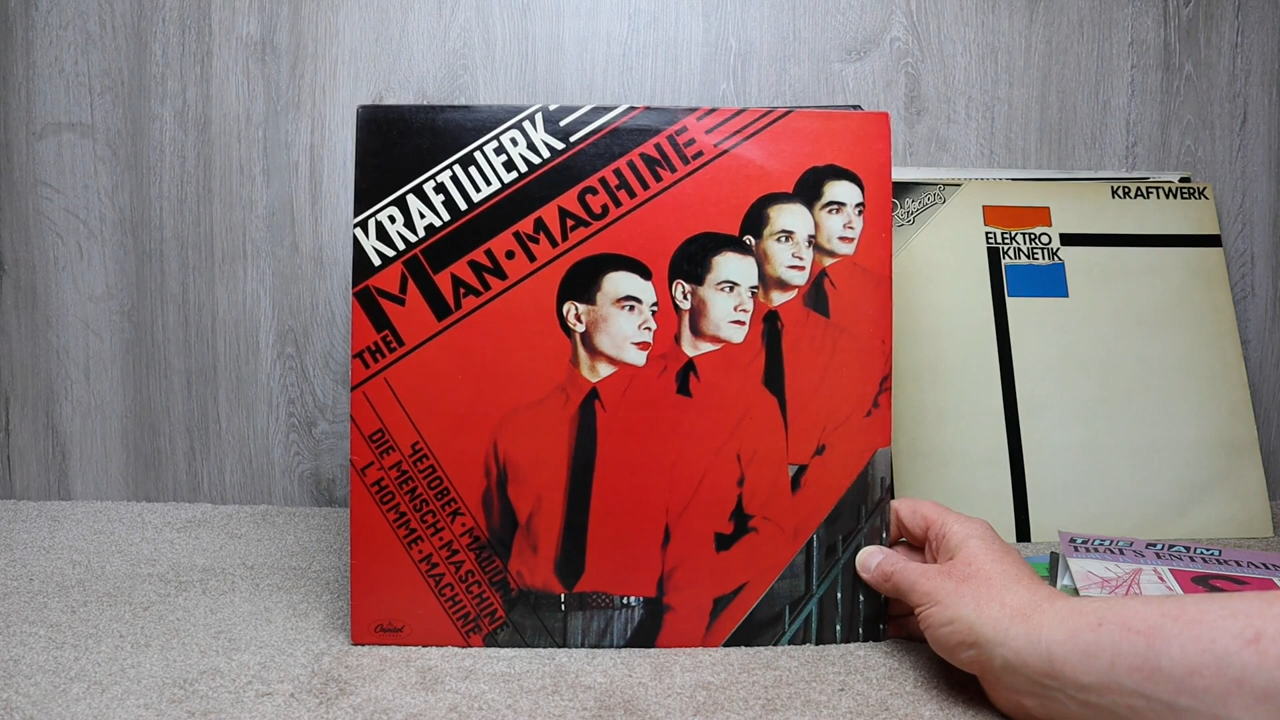 KRAFTWERK
THE MAN·MACHINE
ЧЕЛОВЕК·МАШИНА
DIE MENSCH·MASCHINE
L'HOMME·MACHINE
Capitol
Reflections
KRAFTWERK
ELEKTRO
KINETIK
THE JAM
THAT'S ENTERTAIN